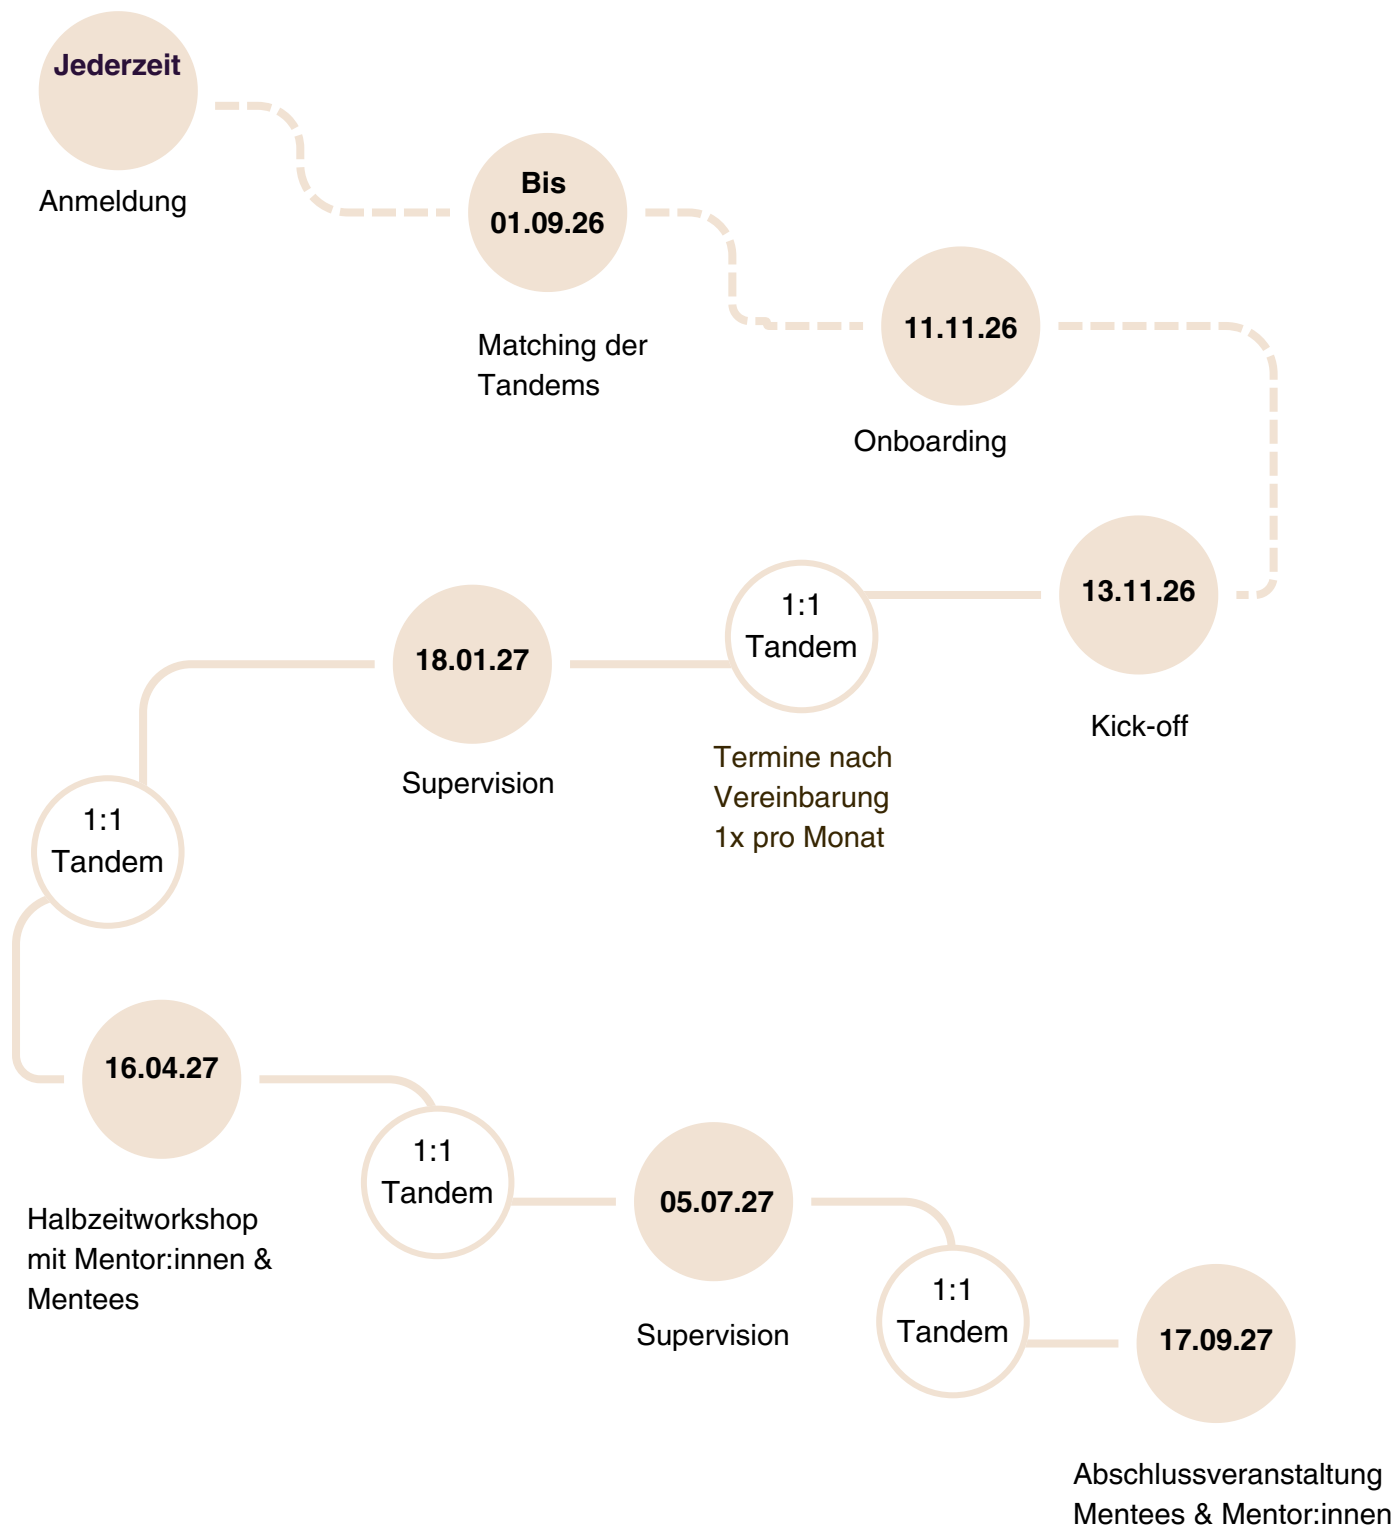 Jederzeit
Anmeldung
Bis
01.09.26
Matching der
Tandems
11.11.26
Onboarding
13.11.26
Kick-off
1:1
Tandem
Termine nach
Vereinbarung
1x pro Monat
18.01.27
Supervision
1:1
Tandem
16.04.27
Halbzeitworkshop
mit Mentor:innen &
Mentees
1:1
Tandem
05.07.27
Supervision
1:1
Tandem
17.09.27
Abschlussveranstaltung
Mentees & Mentor:innen